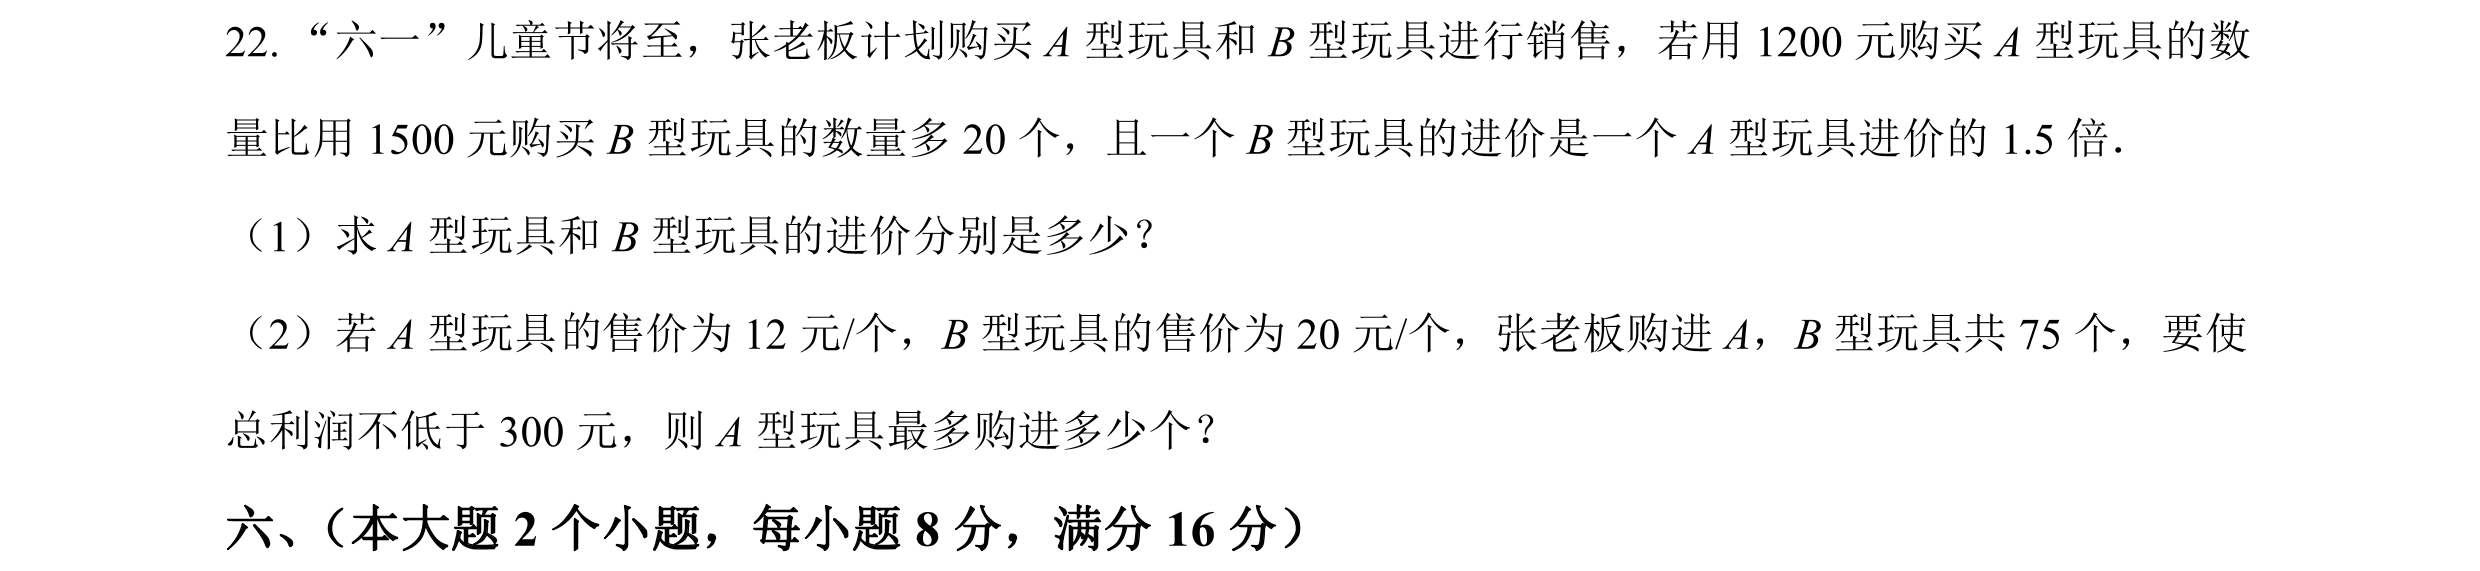 22. “六一”儿童节将至，张老板计划购买 A 型玩具和 B 型玩具进行销售，若用 1200 元购买 A 型玩具的数
量比用 1500 元购买 B 型玩具的数量多 20 个，且一个 B 型玩具的进价是一个 A 型玩具进价的 1.5 倍．
（1）求 A 型玩具和 B 型玩具的进价分别是多少？
（2）若 A 型玩具的售价为 12 元/个，B 型玩具的售价为 20 元/个，张老板购进 A，B 型玩具共 75 个，要使
总利润不低于 300 元，则 A 型玩具最多购进多少个？
六、（本大题 2 个小题，每小题 8 分，满分 16 分）